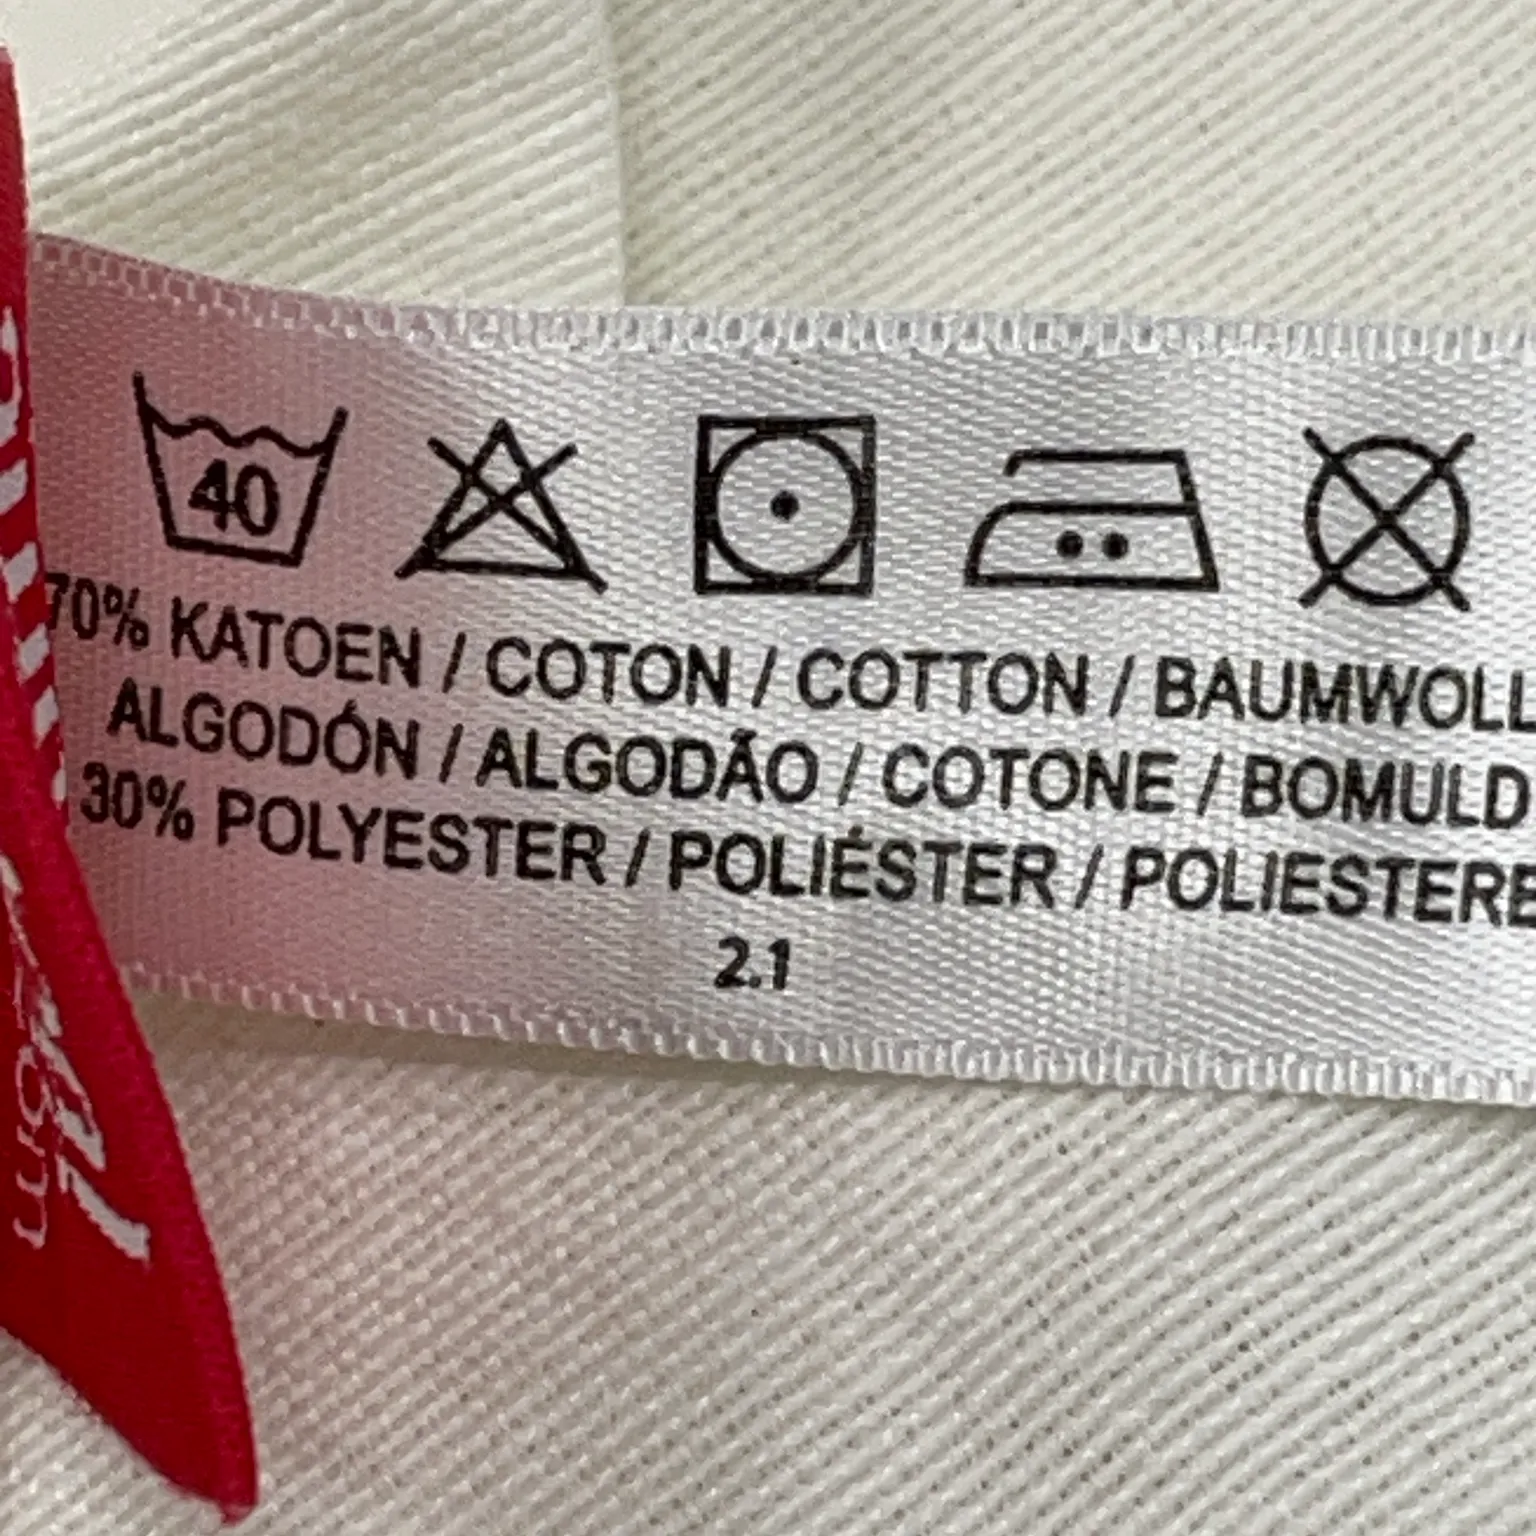 40
70% KATOEN / COTON / COTTON / BAUMWOLL
ALGODÓN / ALGODÃO / COTONE / BOMULD
30% POLYESTER / POLIÉSTER / POLIESTERE
2.1